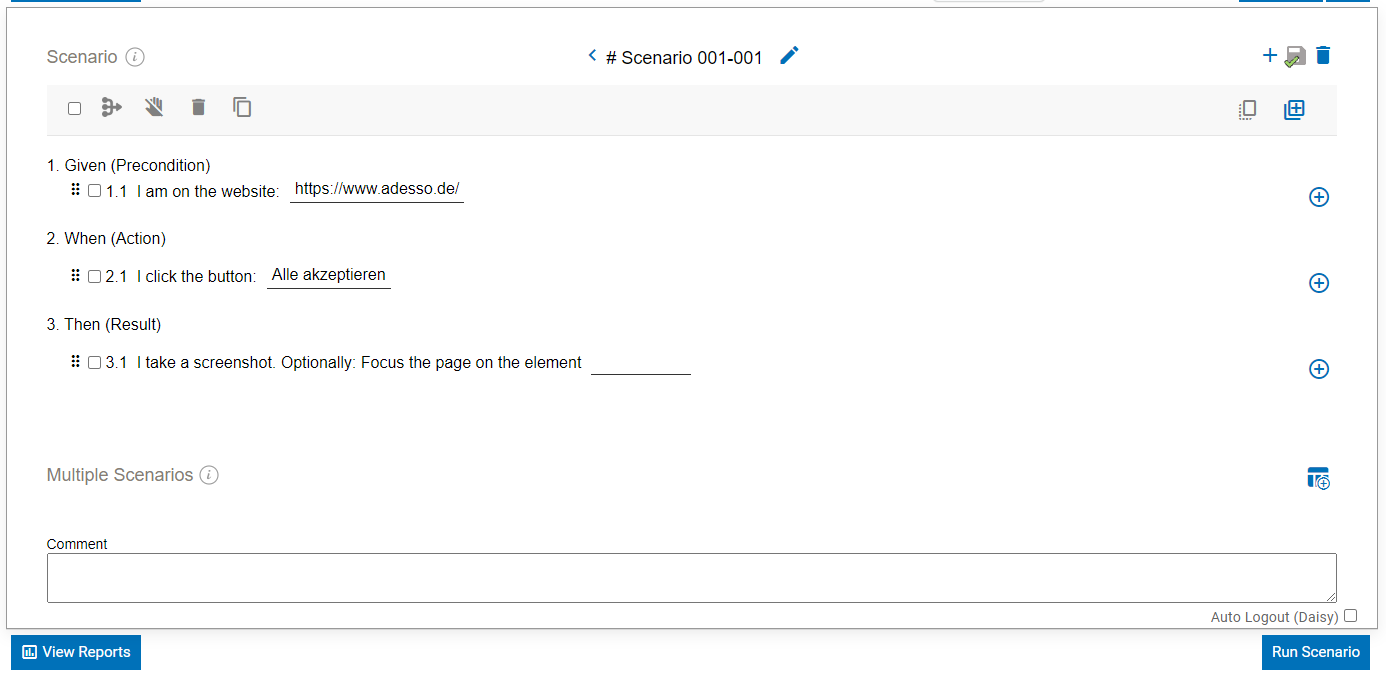 Scenario
# Scenario 001-001
1. Given (Precondition)
1.1 I am on the website: https://www.adesso.de/
2. When (Action)
2.1 I click the button: Alle akzeptieren
3. Then (Result)
3.1 I take a screenshot. Optionally: Focus the page on the element
Multiple Scenarios
Comment
Auto Logout (Daisy)
View Reports
Run Scenario